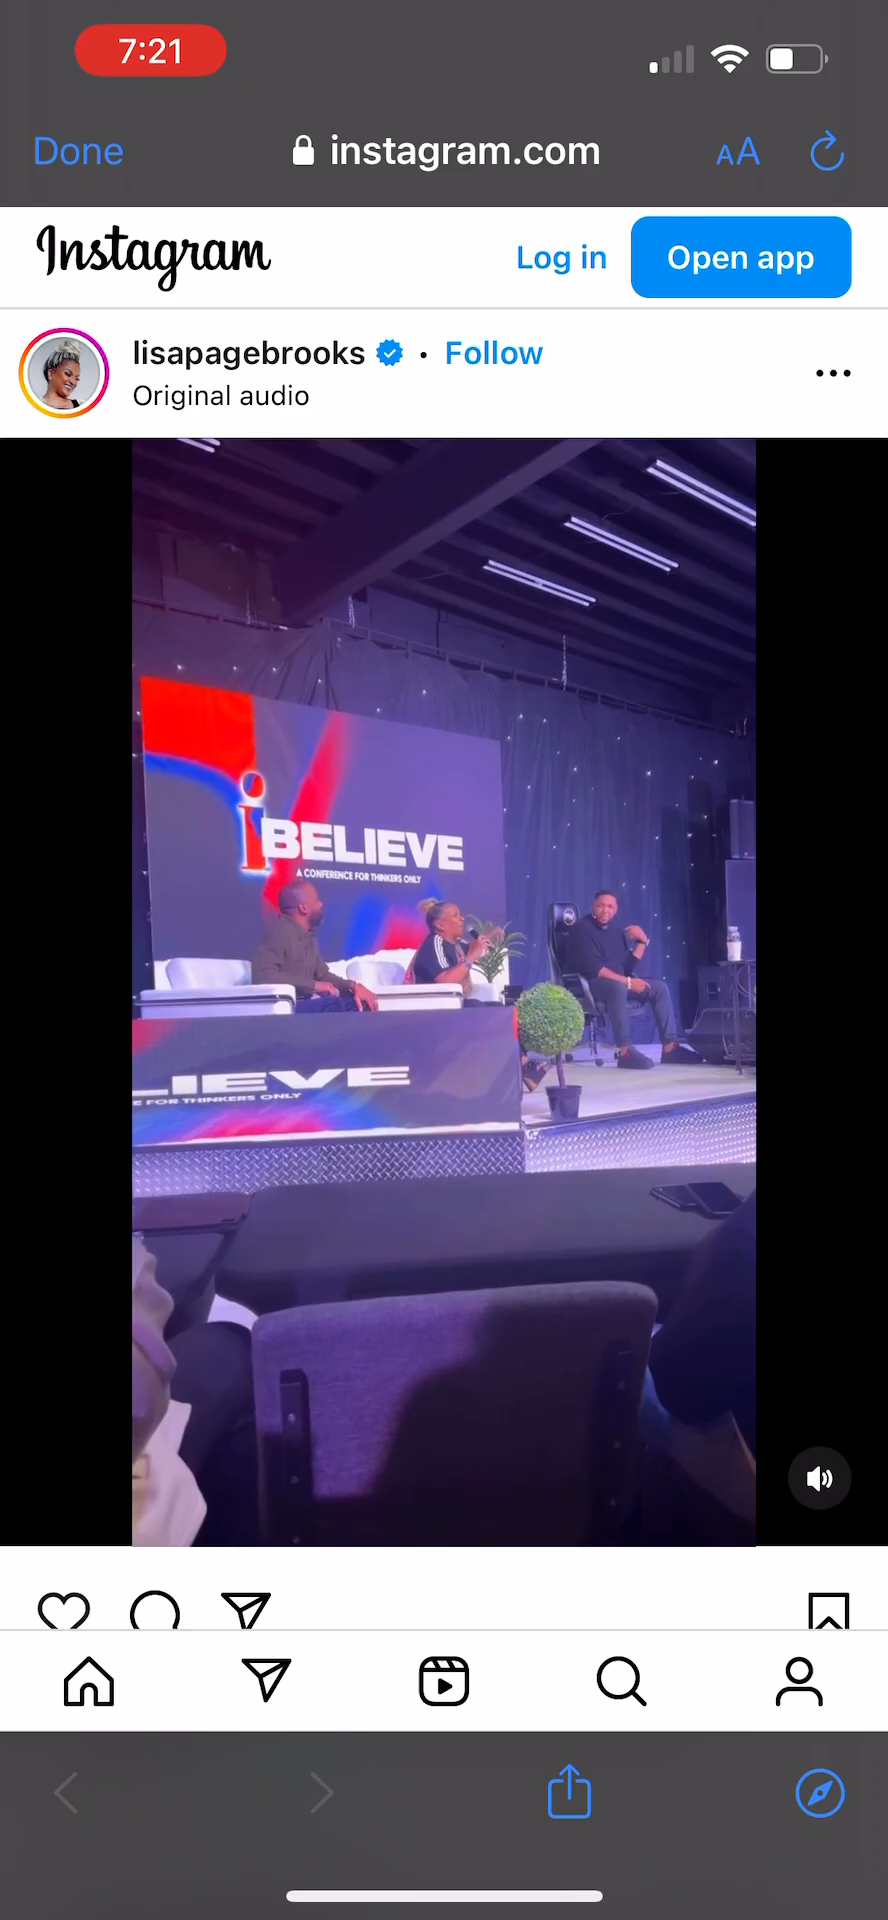 7:21
Done
instagram.com
AA
Instagram
Log in
Open app
lisapagebrooks • Follow
Original audio
iBELIEVE
A CONFERENCE FOR THINKERS ONLY
LIEVE
E FOR THINKERS ONLY